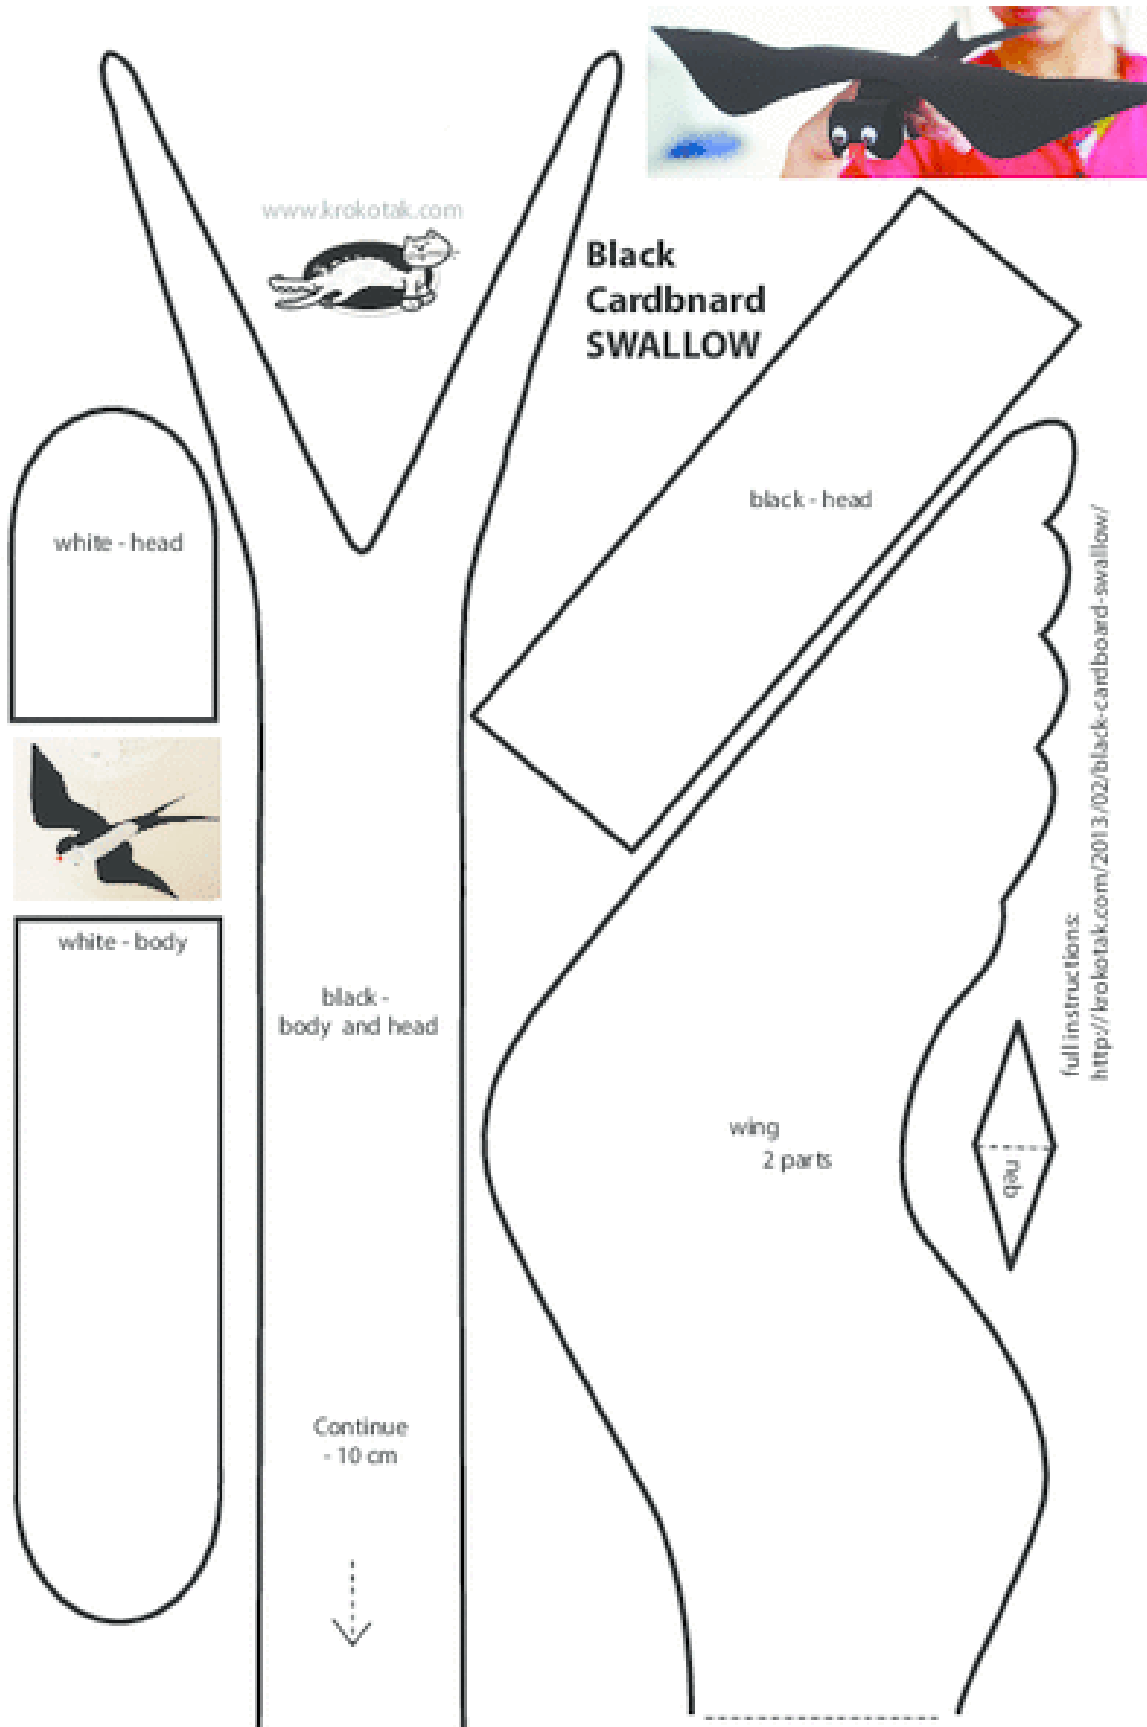 www.krokotak.com
Black
Cardbnard
SWALLOW
black - head
white - head
white - body
black -
body and head
wing
2 parts
neb
Continue
- 10 cm
full instructions:
http://krokotak.com/2013/02/black-cardboard-swallow/